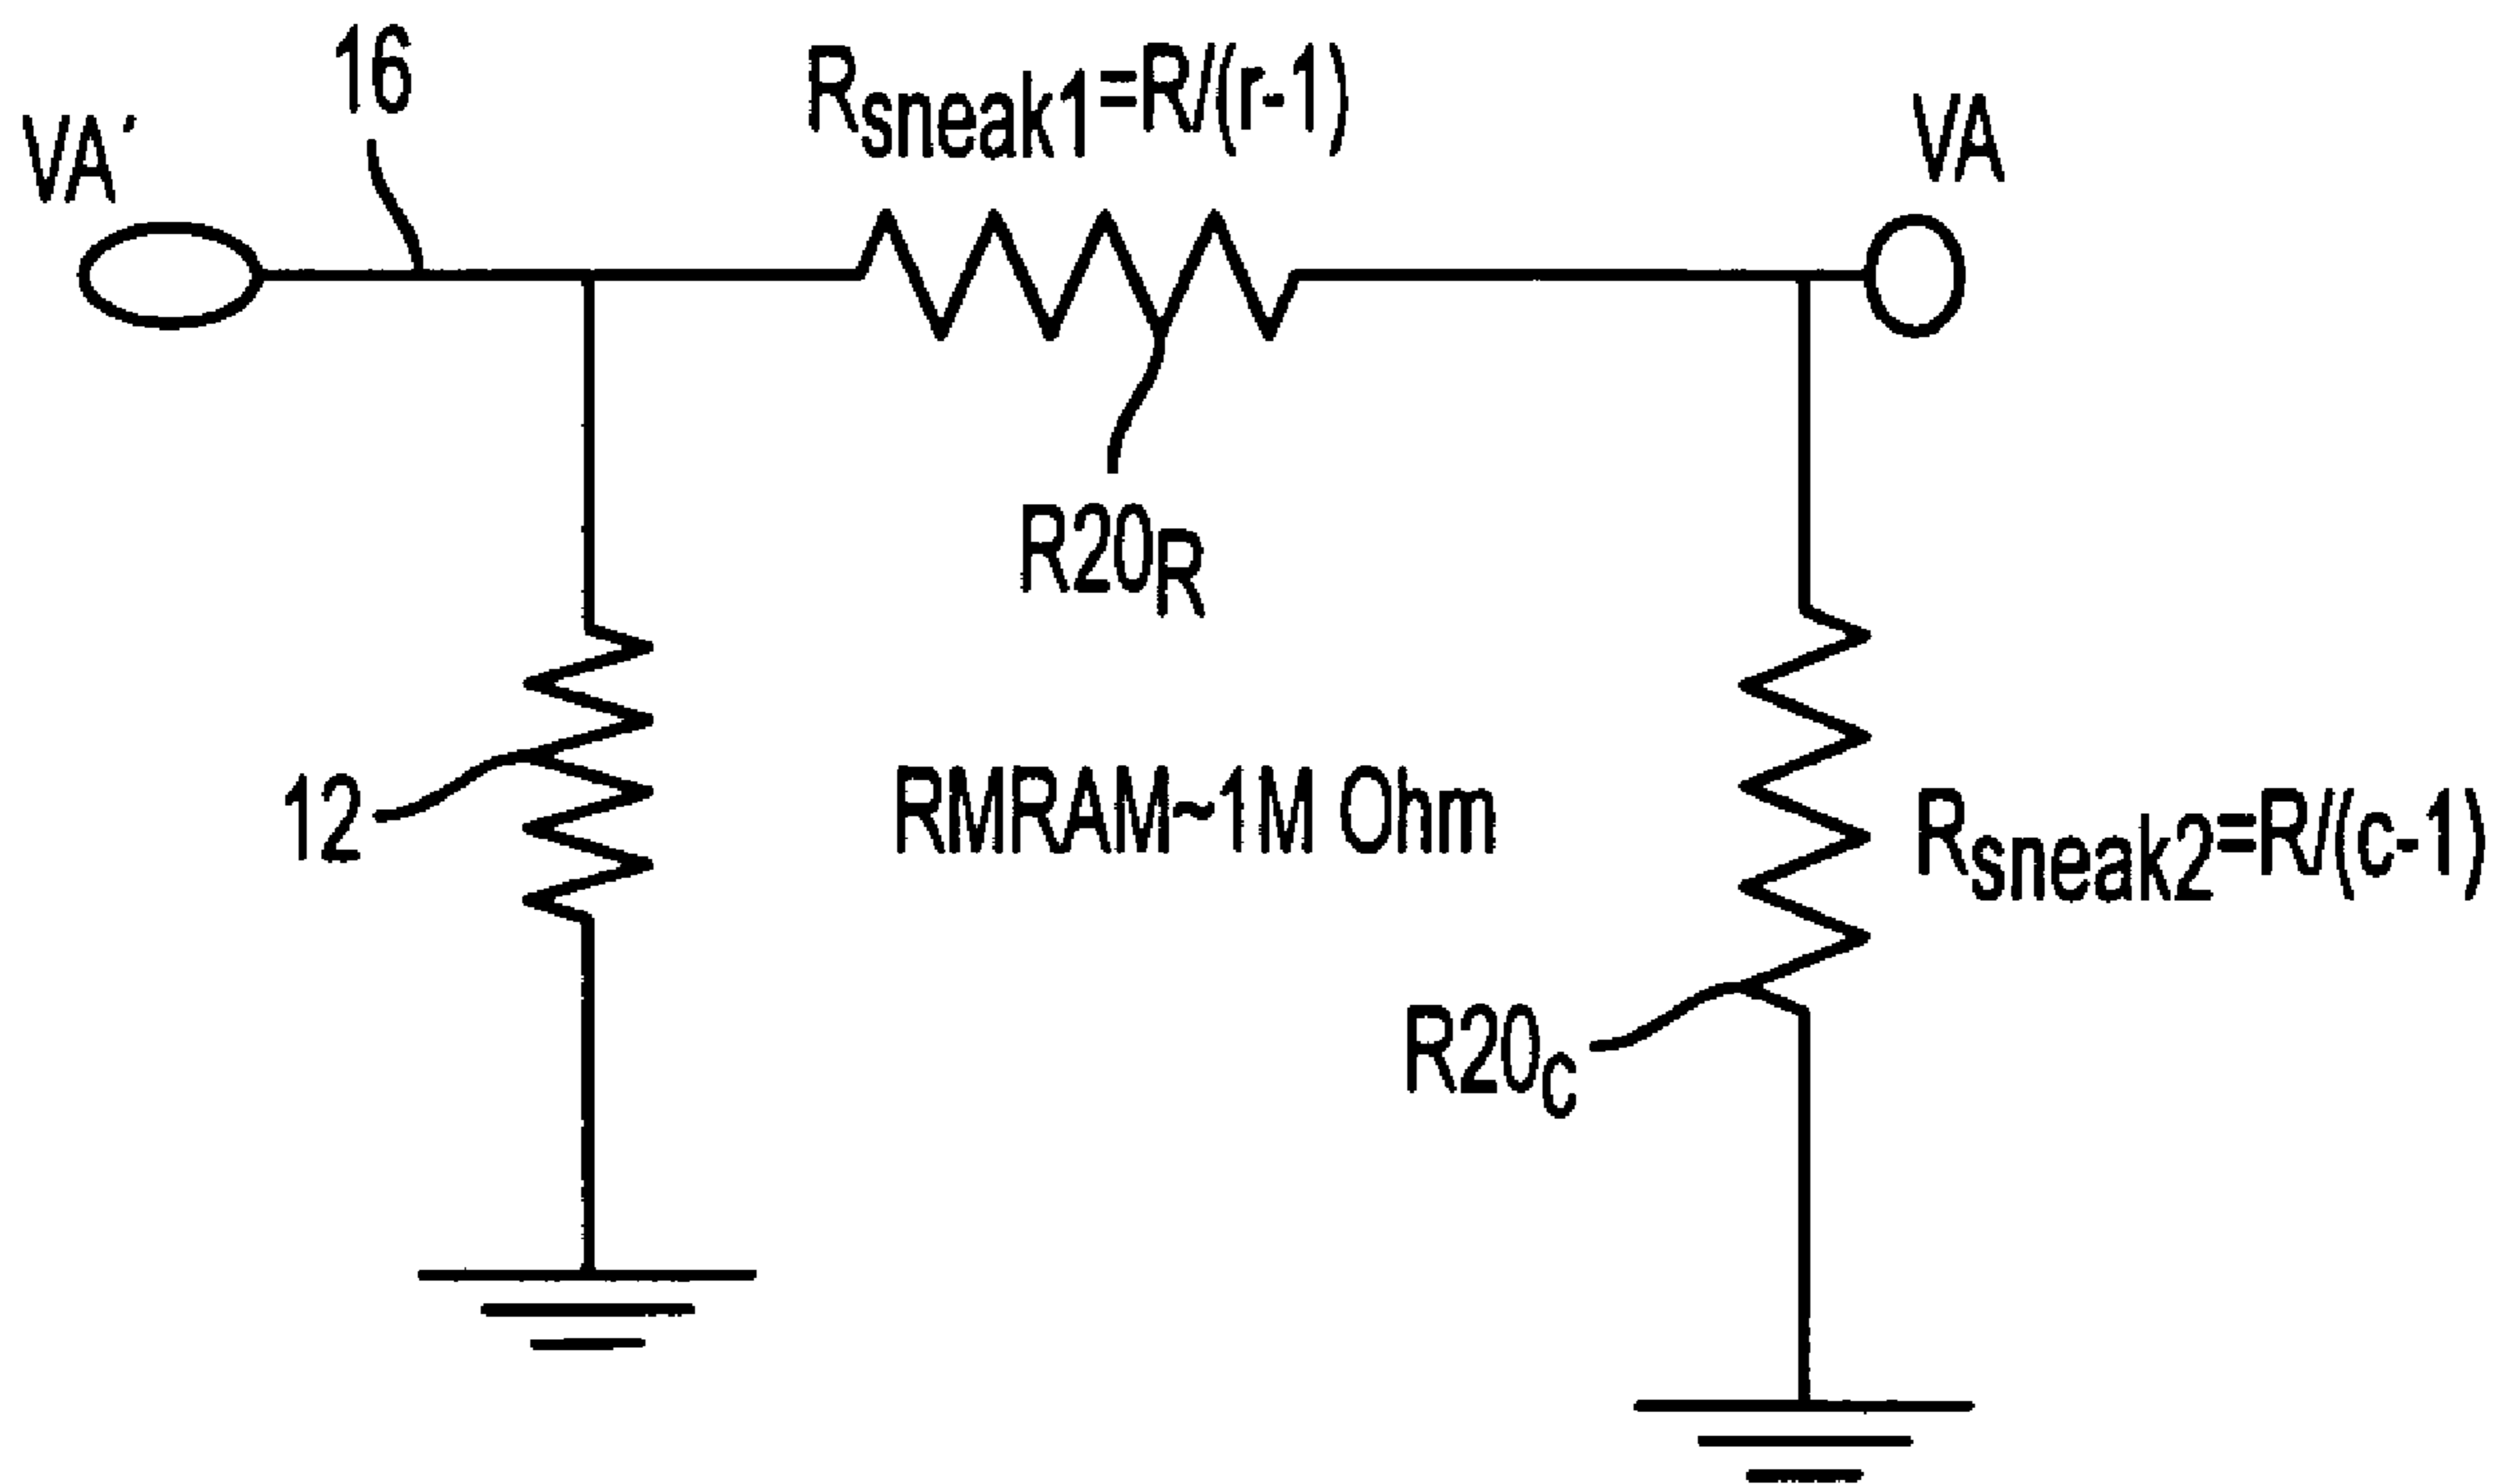 16
Rsneak1=R/(r-1)
VA
VA´
R20R
12
RMRAM~1M Ohm
Rsneak2=R/(c-1)
R20C